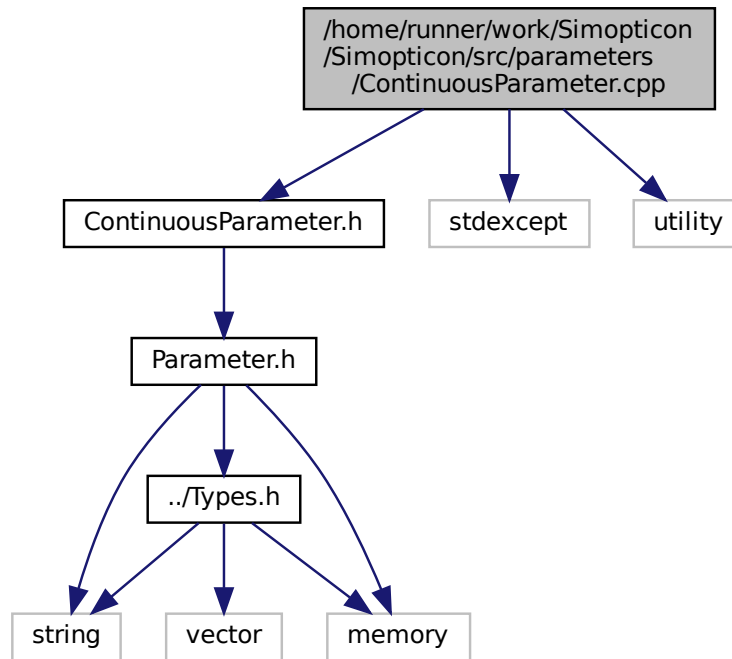 /home/runner/work/Simopticon
/Simopticon/src/parameters
/ContinuousParameter.cpp
ContinuousParameter.h
stdexcept
utility
Parameter.h
../Types.h
string
vector
memory